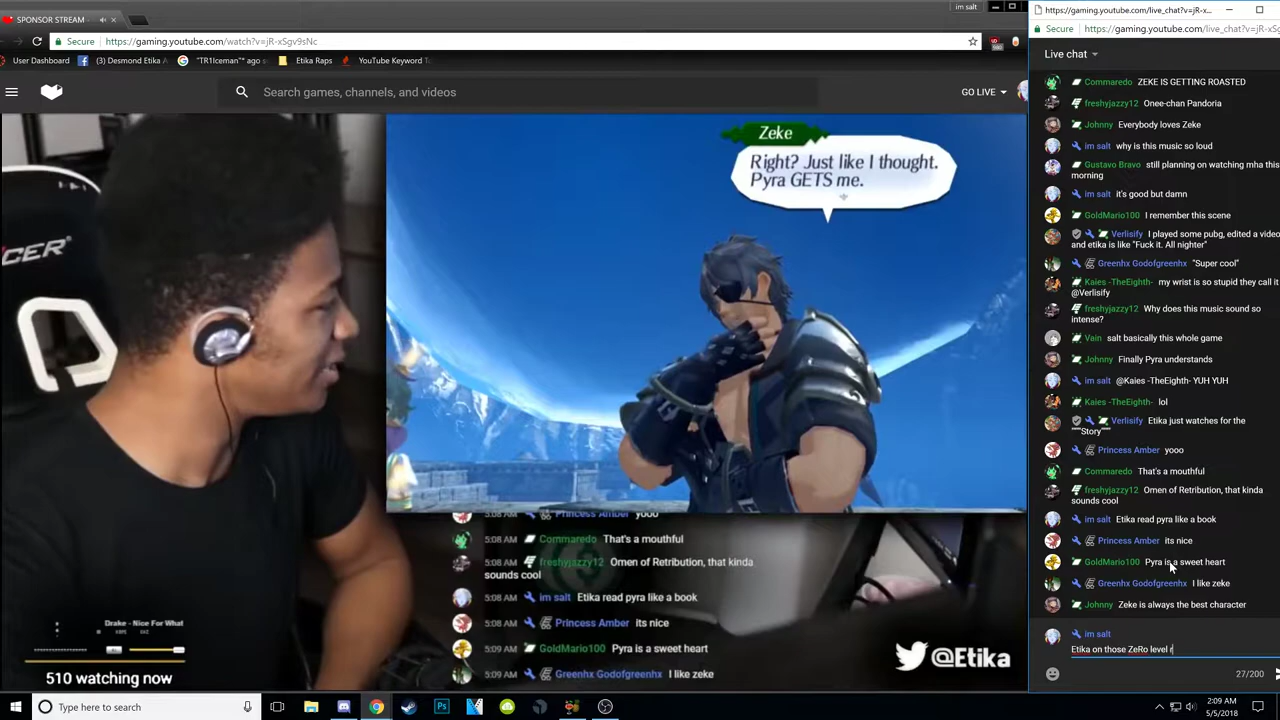 SPONSOR STREAM
im salt
Secure
https://gaming.youtube.com/watch?v=jR-xSgv9sNc
User Dashboard
(3) Desmond Etika A
"TR1Iceman"* ago s
Etika Raps
YouTube Keyword To
Search games, channels, and videos
GO LIVE
Zeke
Right? Just like I thought.
Pyra GETS me.
Princess Amber yooo
5:08 AM Commaredo That's a mouthful
5:08 AM freshyjazzy12 Omen of Retribution, that kinda
sounds cool
5:08 AM im salt Etika read pyra like a book
5:08 AM Princess Amber its nice
5:09 AM GoldMario100 Pyra is a sweet heart
5:09 AM Greenhx Godofgreenhx I like zeke
Drake - Nice For What
510 watching now
@Etika
https://gaming.youtube.com/live_chat?v=jR-x...
Secure
https://gaming.youtube.com/live_chat?v=jR-xSg
Live chat
Commaredo ZEKE IS GETTING ROASTED
freshyjazzy12 Onee-chan Pandoria
Johnny Everybody loves Zeke
im salt why is this music so loud
Gustavo Bravo still planning on watching mha this
morning
im salt it's good but damn
GoldMario100 I remember this scene
Verlisify I played some pubg, edited a video
and etika is like "Fuck it. All nighter"
Greenhx Godofgreenhx "Super cool"
Kaies -TheEighth- my wrist is so stupid they call it
@Verlisify
freshyjazzy12 Why does this music sound so
intense?
Vain salt basically this whole game
Johnny Finally Pyra understands
im salt @Kaies -TheEighth- YUH YUH
Kaies -TheEighth- lol
Verlisify Etika just watches for the
"""Story"""
Princess Amber yooo
Commaredo That's a mouthful
freshyjazzy12 Omen of Retribution, that kinda
sounds cool
im salt Etika read pyra like a book
Princess Amber its nice
GoldMario100 Pyra is a sweet heart
Greenhx Godofgreenhx I like zeke
Johnny Zeke is always the best character
im salt
Etika on those ZeRo level r
27/200
Type here to search
2:09 AM
5/5/2018